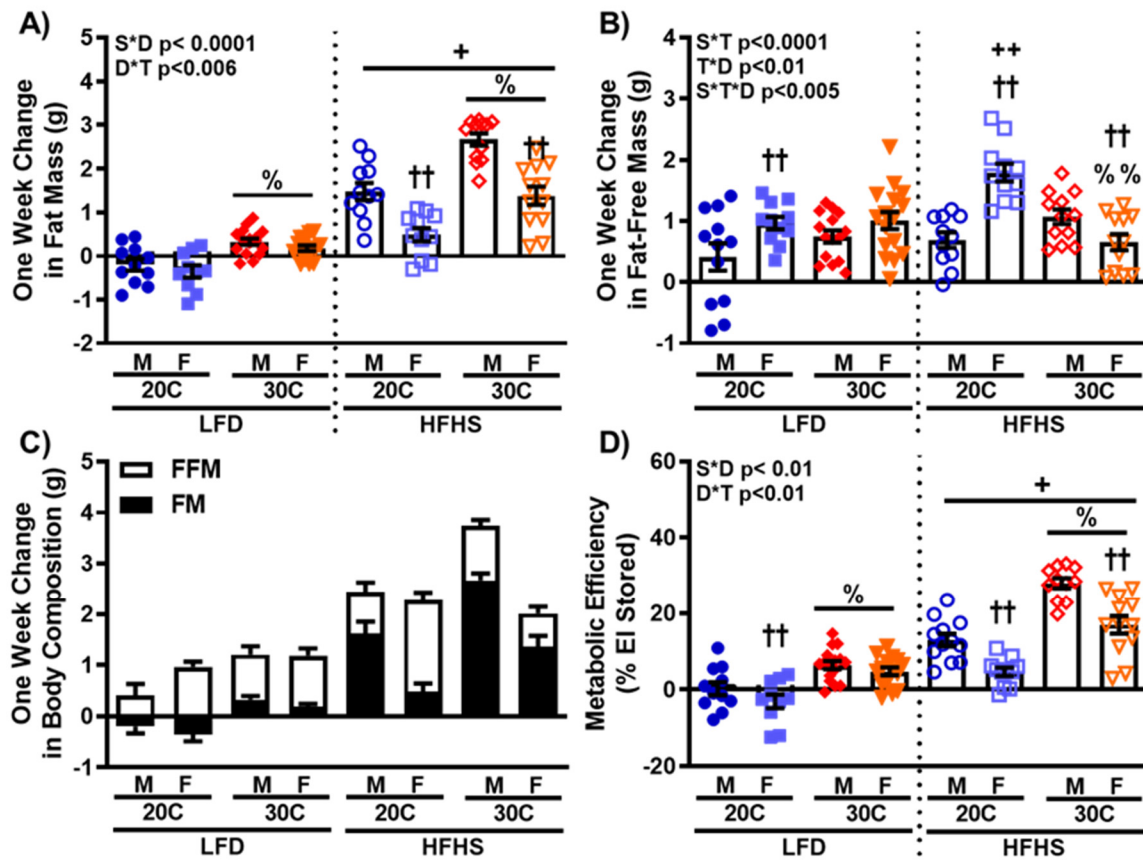 A)
S*D p< 0.0001
D*T p<0.006
One Week Change
in Fat Mass (g)
5
4
3
2
1
0
-1
-2
+
%
%
††
††
M F M F M F M F
20C 30C 20C 30C
LFD HFHS
B)
S*T p<0.0001
T*D p<0.01
S*T*D p<0.005
One Week Change
in Fat-Free Mass (g)
4
3
2
1
0
-1
††
++
††
††
% %
M F M F M F M F
20C 30C 20C 30C
LFD HFHS
C)
FFM
FM
One Week Change
in Body Composition (g)
5
4
3
2
1
0
-1
M F M F M F M F
20C 30C 20C 30C
LFD HFHS
D)
S*D p< 0.01
D*T p<0.01
Metabolic Efficiency
(% EI Stored)
60
40
20
0
-20
††
%
+
%
††
††
M F M F M F M F
20C 30C 20C 30C
LFD HFHS